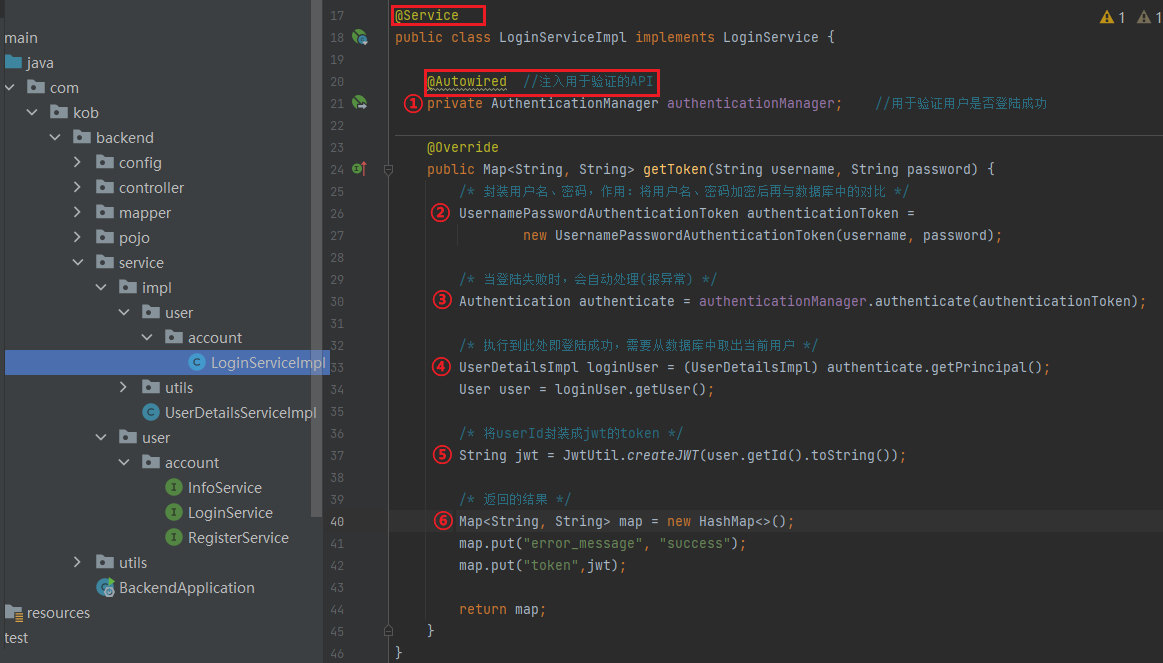 main
java
com
kob
backend
config
controller
mapper
pojo
service
impl
user
account
LoginServiceImpl
utils
UserDetailsServiceImpl
user
account
InfoService
LoginService
RegisterService
utils
BackendApplication
resources
test
1 1
17 @Service
18 public class LoginServiceImpl implements LoginService {
19
20 @Autowired //注入用于验证的API
21 ① private AuthenticationManager authenticationManager; //用于验证用户是否登陆成功
22
23 @Override
24 public Map<String, String> getToken(String username, String password) {
25 /* 封装用户名、密码，作用：将用户名、密码加密后再与数据库中的对比 */
26 ② UsernamePasswordAuthenticationToken authenticationToken =
27 new UsernamePasswordAuthenticationToken(username, password);
28
29 /* 当登陆失败时，会自动处理(报异常) */
30 ③ Authentication authenticate = authenticationManager.authenticate(authenticationToken);
31
32 /* 执行到此处即登陆成功，需要从数据库中取出当前用户 */
33 ④ UserDetailsImpl loginUser = (UserDetailsImpl) authenticate.getPrincipal();
34 User user = loginUser.getUser();
35
36 /* 将userId封装成jwt的token */
37 ⑤ String jwt = JwtUtil.createJWT(user.getId().toString());
38
39 /* 返回的结果 */
40 ⑥ Map<String, String> map = new HashMap<>();
41 map.put("error_message", "success");
42 map.put("token",jwt);
43
44 return map;
45 }
46 }